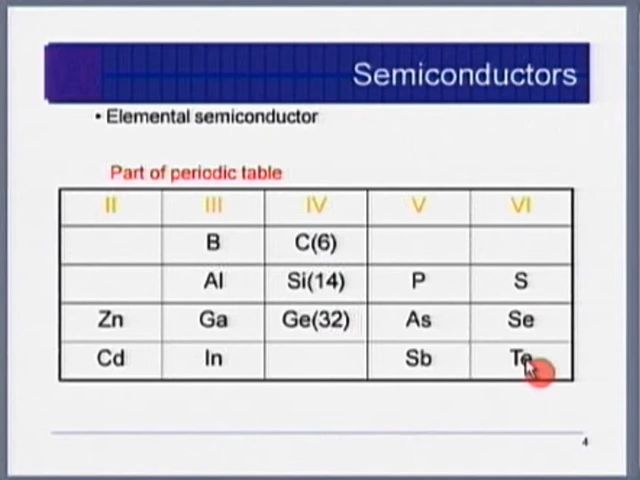 Semiconductors
• Elemental semiconductor
Part of periodic table
II III IV V VI
B C(6)
Al Si(14) P S
Zn Ga Ge(32) As Se
Cd In Sb Te
4